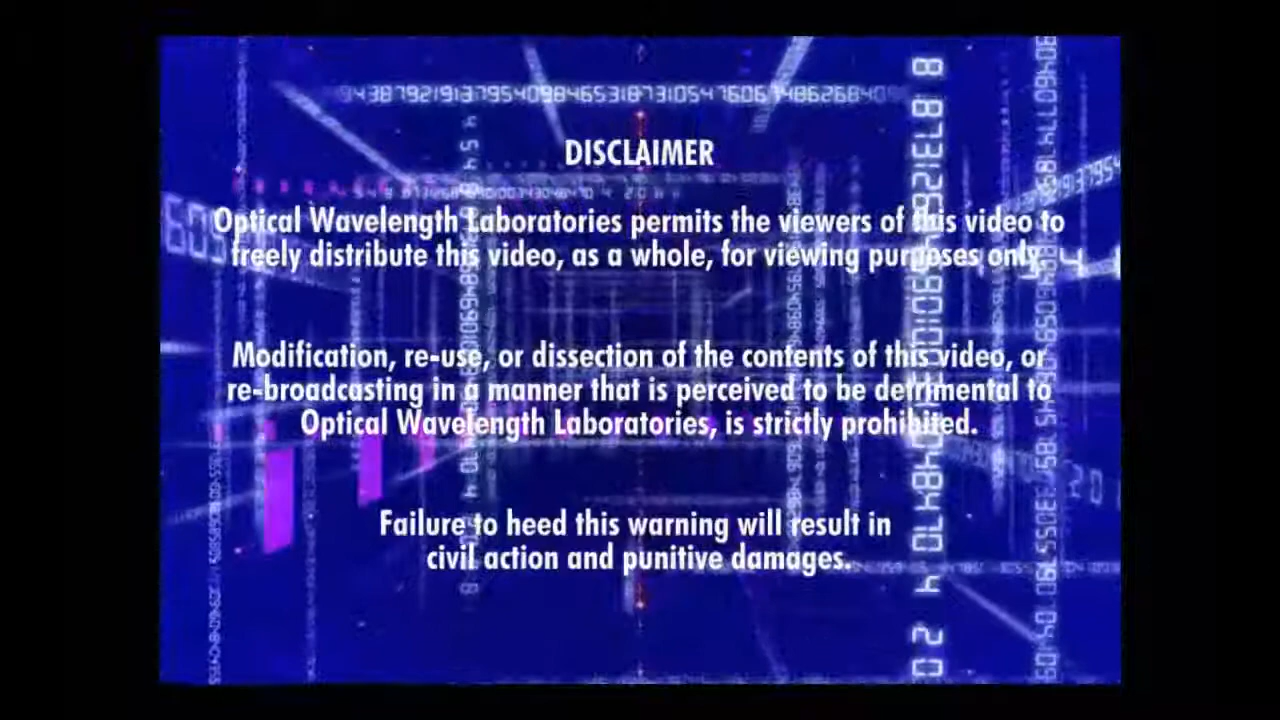 DISCLAIMER
Optical Wavelength Laboratories permits the viewers of this video to
freely distribute this video, as a whole, for viewing purposes only.
Modification, re-use, or dissection of the contents of this video, or
re-broadcasting in a manner that is perceived to be detrimental to
Optical Wavelength Laboratories, is strictly prohibited.
Failure to heed this warning will result in
civil action and punitive damages.